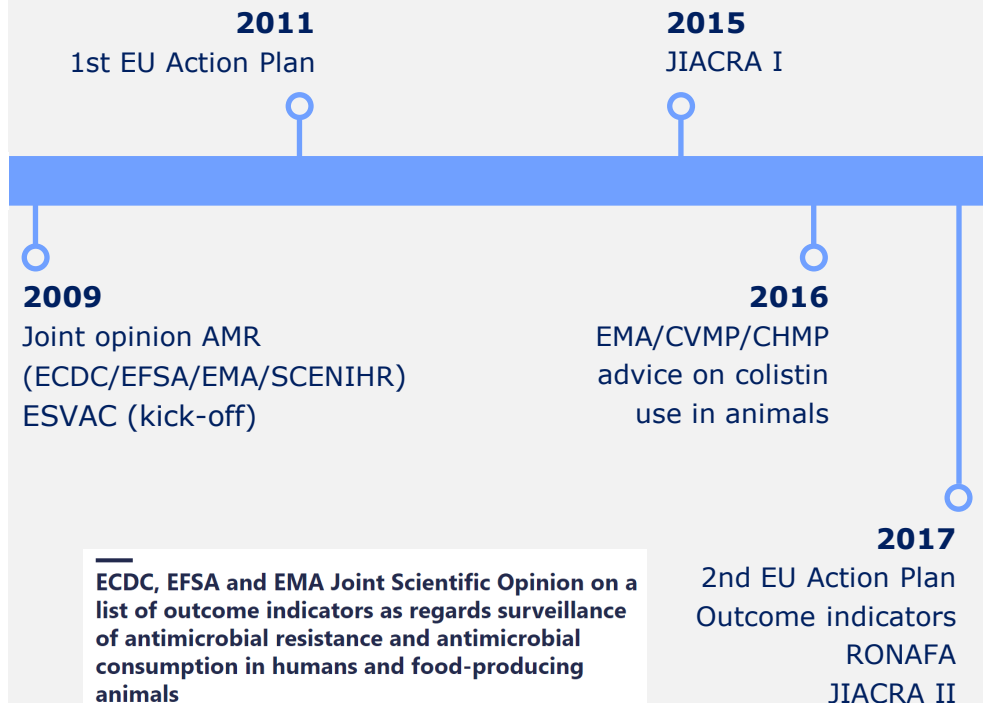 2011
1st EU Action Plan
2015
JIACRA I
2009
Joint opinion AMR
(ECDC/EFSA/EMA/SCENIHR)
ESVAC (kick-off)
2016
EMA/CVMP/CHMP
advice on colistin
use in animals
2017
2nd EU Action Plan
Outcome indicators
RONAFA
JIACRA II
ECDC, EFSA and EMA Joint Scientific Opinion on a
list of outcome indicators as regards surveillance
of antimicrobial resistance and antimicrobial
consumption in humans and food-producing
animals